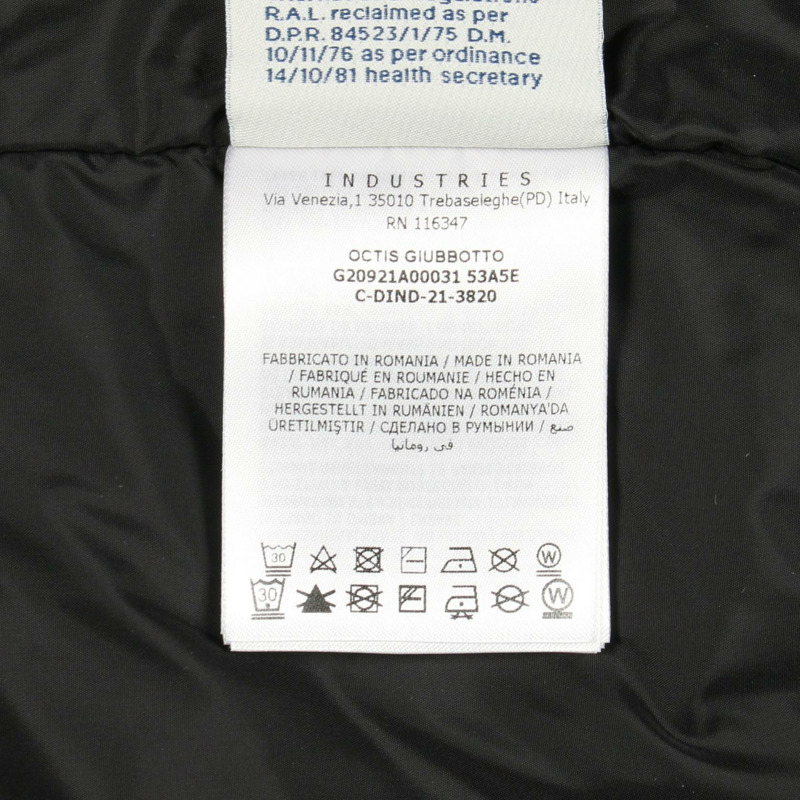 R.A.L. reclaimed as per
D.P.R. 84523/1/75 D.M.
10/11/76 as per ordinance
14/10/81 health secretary
INDUSTRIES
Via Venezia,1 35010 Trebaseleghe(PD) Italy
RN 116347
OCTIS GIUBBOTTO
G20921A00031 53A5E
C-DIND-21-3820
FABBRICATO IN ROMANIA / MADE IN ROMANIA
/ FABRIQUÉ EN ROUMANIE / HECHO EN
RUMANIA / FABRICADO NA ROMÉNIA /
HERGESTELLT IN RUMÄNIEN / ROMANYA'DA
ÜRETILMIŞTIR / СДЕЛАНО В РУМЫНИИ / صنع
في رومانيا
30 W
30 W